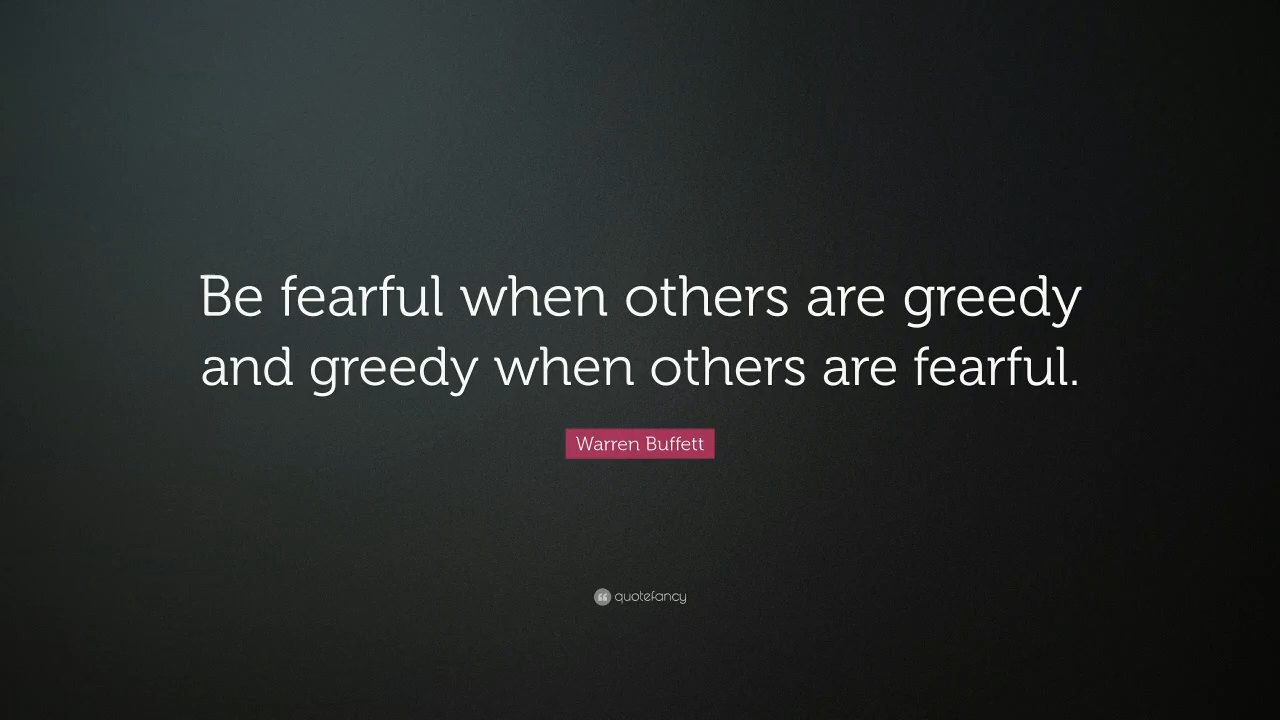 Be fearful when others are greedy
and greedy when others are fearful.
Warren Buffett
quotefancy